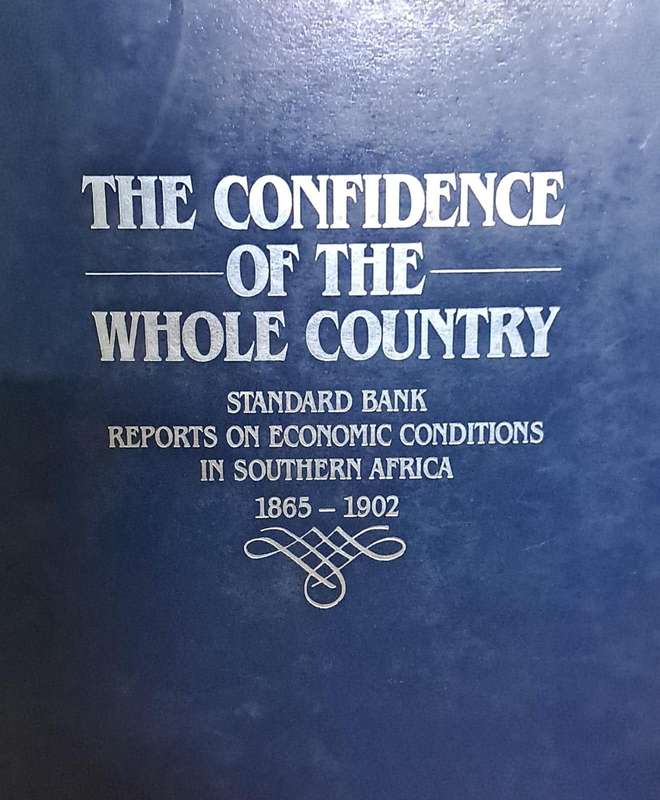 THE CONFIDENCE
OF THE
WHOLE COUNTRY
STANDARD BANK
REPORTS ON ECONOMIC CONDITIONS
IN SOUTHERN AFRICA
1865 – 1902